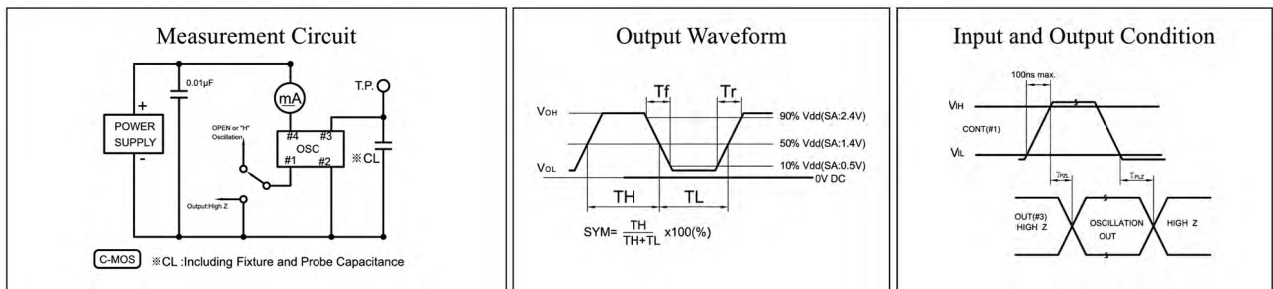 Measurement Circuit
0.01μF
T.P.
mA
+
POWER
SUPPLY
-
OPEN or "H"
Oscillation
#4 #3
OSC
#1 #2
※CL
Output:High Z
C-MOS ※CL :Including Fixture and Probe Capacitance
Output Waveform
Tf Tr
VOH
90% Vdd(SA:2.4V)
50% Vdd(SA:1.4V)
VOL
10% Vdd(SA:0.5V)
0V DC
TH TL
SYM= TH/TH+TL x100(%)
Input and Output Condition
100ns max.
VIH
CONT(#1)
VIL
TPZL TPLZ
OUT(#3)
HIGH Z
OSCILLATION
OUT
HIGH Z